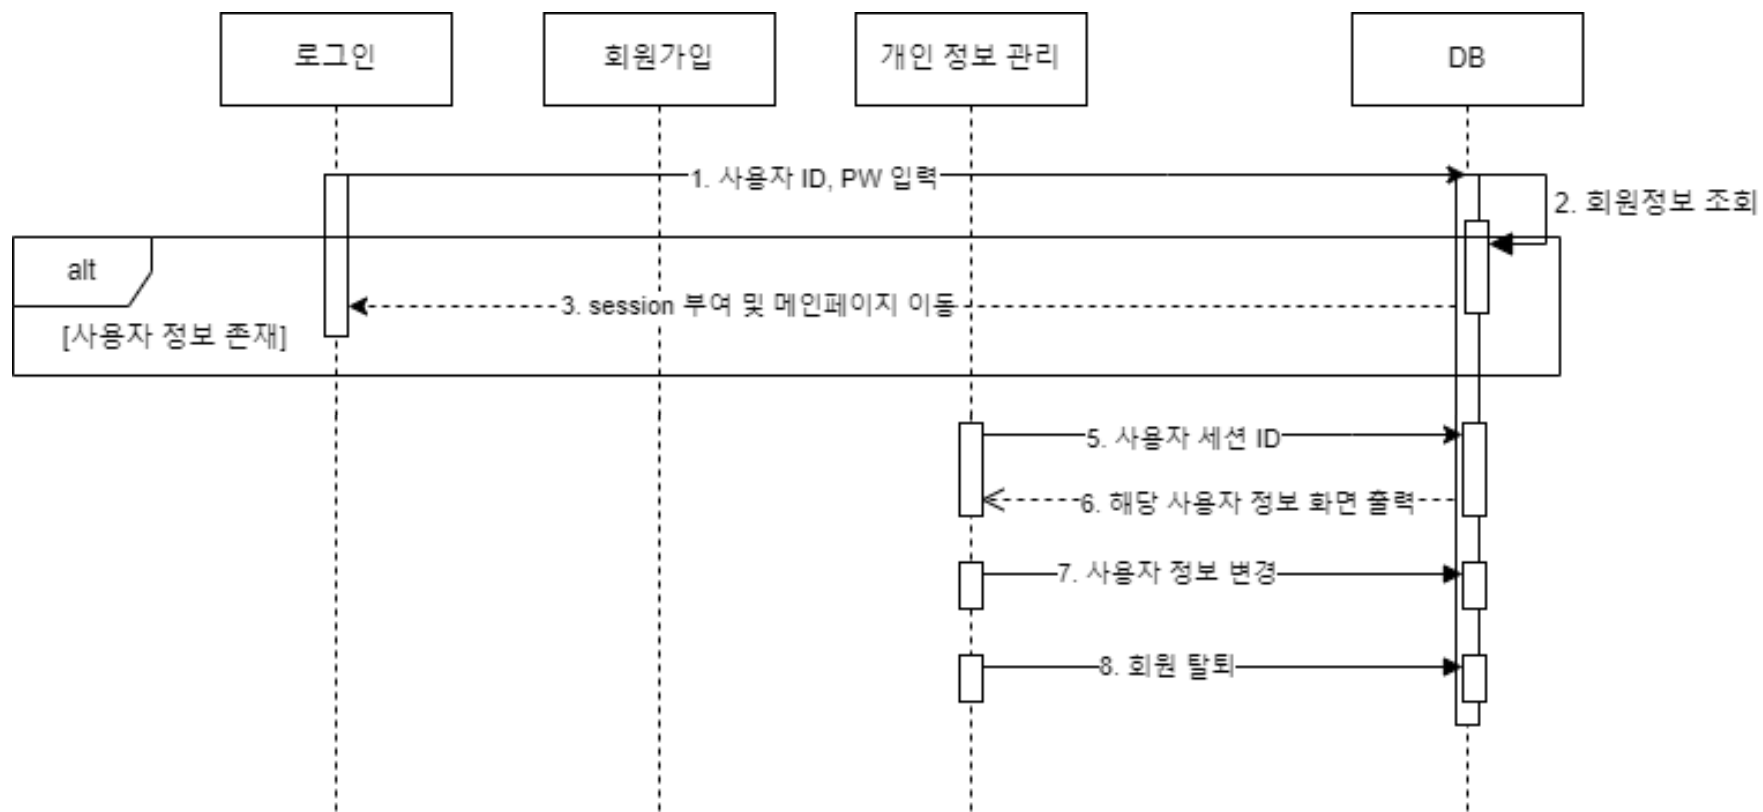 로그인
회원가입
개인 정보 관리
DB
1. 사용자 ID, PW 입력
2. 회원정보 조회
alt
3. session 부여 및 메인페이지 이동
[사용자 정보 존재]
5. 사용자 세션 ID
6. 해당 사용자 정보 화면 출력
7. 사용자 정보 변경
8. 회원 탈퇴